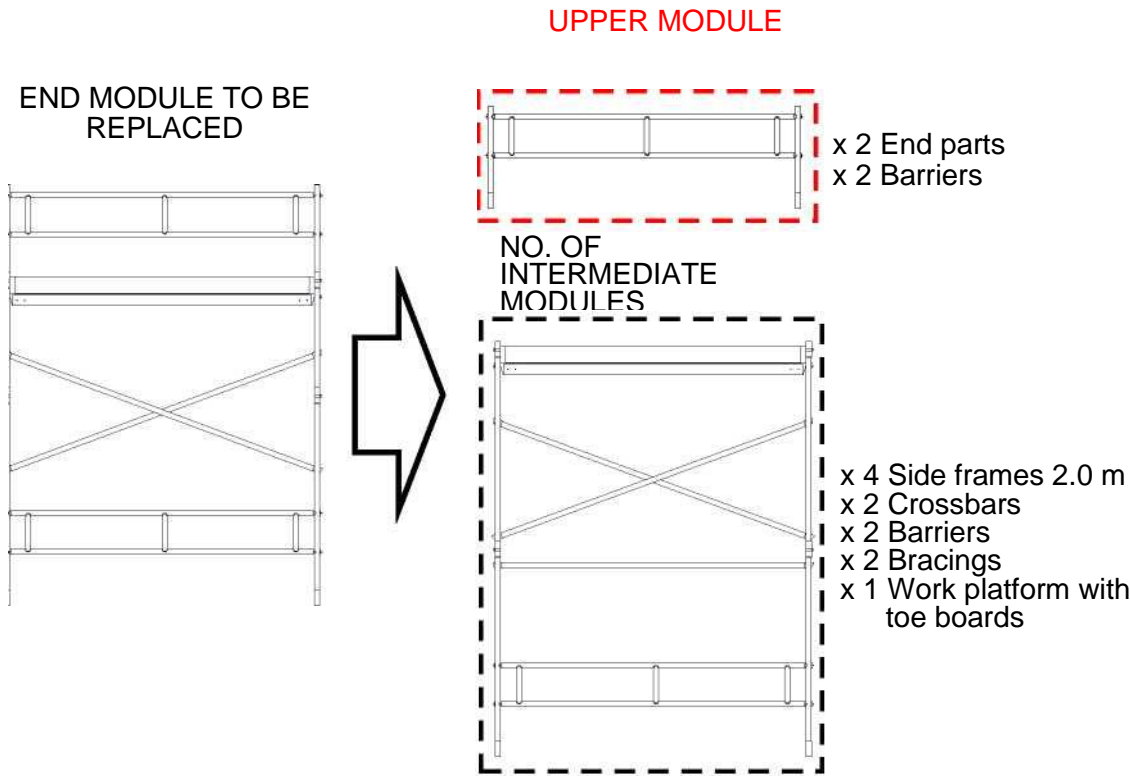 UPPER MODULE
END MODULE TO BE
REPLACED
x 2 End parts
x 2 Barriers
NO. OF
INTERMEDIATE
MODULES
x 4 Side frames 2.0 m
x 2 Crossbars
x 2 Barriers
x 2 Bracings
x 1 Work platform with
toe boards